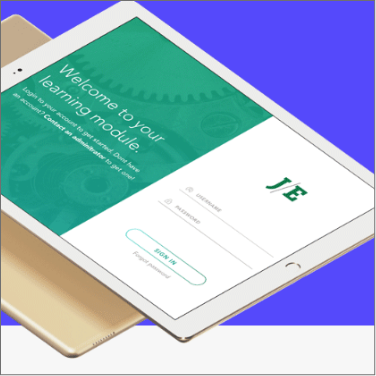 Welcome to your
learning module.
Login to your account to get started. Dont have
an account? Contact an administrator to get one!
J/E
USERNAME
PASSWORD
SIGN IN
Forgot password